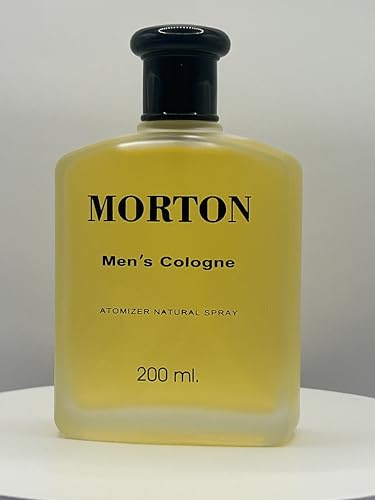 MORTON
Men's Cologne
ATOMIZER NATURAL SPRAY
200 ml.